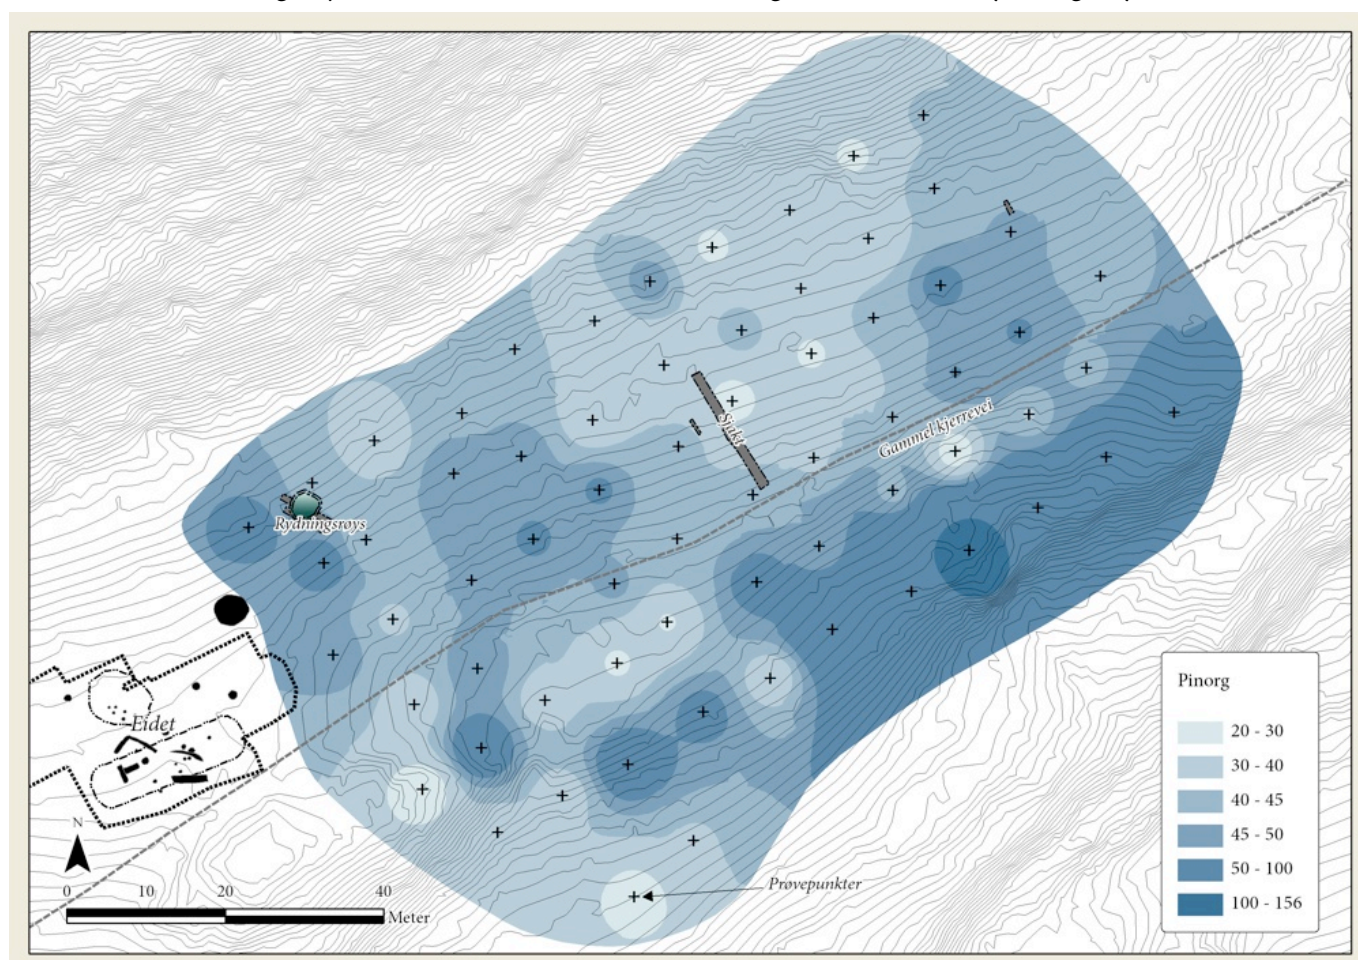 Sjakt
Gammel kjerrevei
Rydningsrøys
Eidet
N
0 10 20 40
Meter
Prøvepunkter
Pinorg
20 - 30
30 - 40
40 - 45
45 - 50
50 - 100
100 - 156